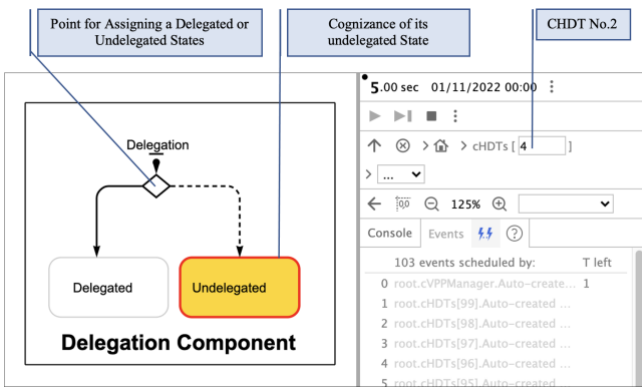 Point for Assigning a Delegated or
Undelegated States
Cognizance of its
undelegated State
CHDT No.2
5.00 sec 01/11/2022 00:00
cHDTs [ 4 ]
...
125%
Delegation
Delegated
Undelegated
Delegation Component
Console Events
103 events scheduled by: T left
0 root.cVPPManager.Auto-create... 1
1 root.cHDTs[99].Auto-created ...
2 root.cHDTs[98].Auto-created ...
3 root.cHDTs[97].Auto-created ...
4 root.cHDTs[96].Auto-created ...
5 root.cHDTs[95].Auto-created